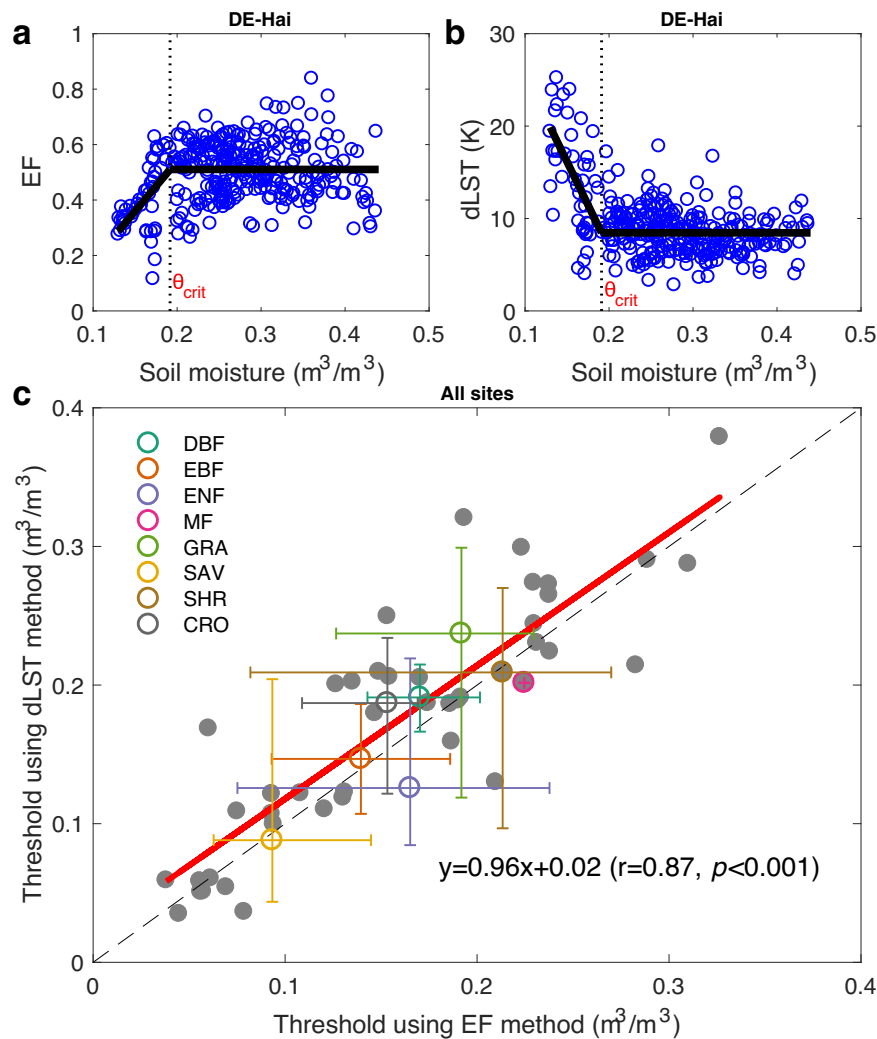 a
DE-Hai
EF
1
0.8
0.6
0.4
0.2
0
θcrit
0.1
0.2
0.3
0.4
0.5
Soil moisture (m³/m³)
b
DE-Hai
dLST (K)
30
20
10
0
θcrit
0.1
0.2
0.3
0.4
0.5
Soil moisture (m³/m³)
c
All sites
Threshold using dLST method (m³/m³)
0.4
0.3
0.2
0.1
0
DBF
EBF
ENF
MF
GRA
SAV
SHR
CRO
y=0.96x+0.02 (r=0.87, p<0.001)
0
0.1
0.2
0.3
0.4
Threshold using EF method (m³/m³)